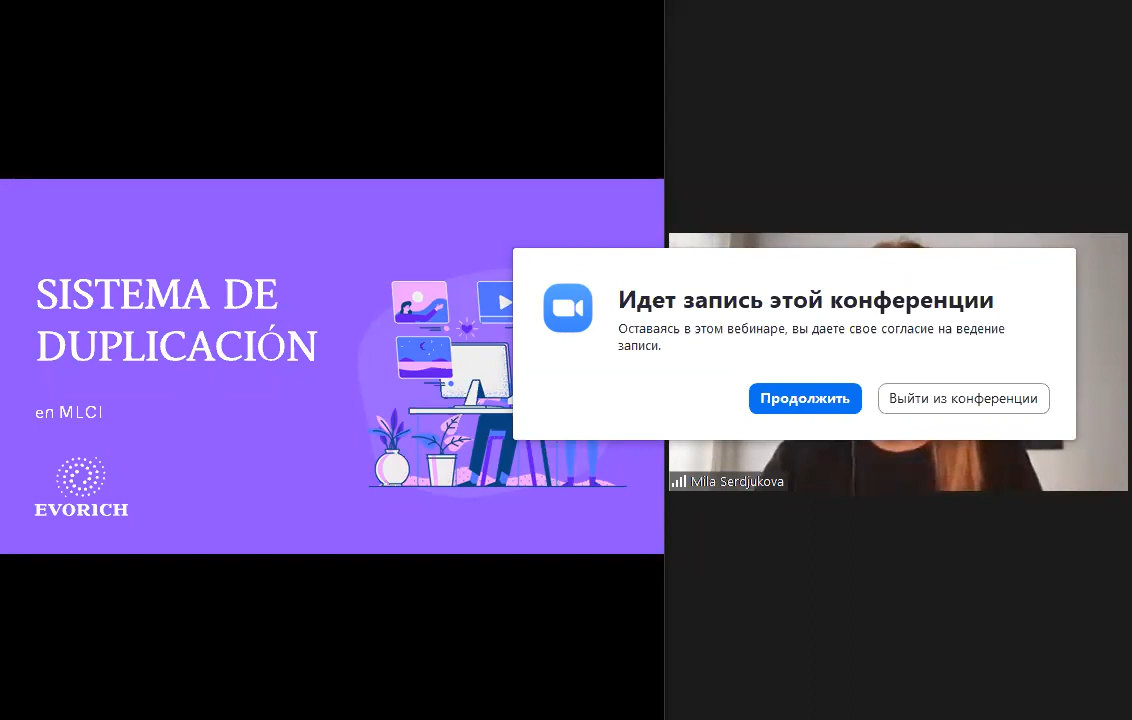 SISTEMA DE
DUPLICACIÓN
en MLCI
EVORICH
Идет запись этой конференции
Оставаясь в этом вебинаре, вы даете свое согласие на ведение
записи.
Продолжить
Выйти из конференции
Mila Serdjukova